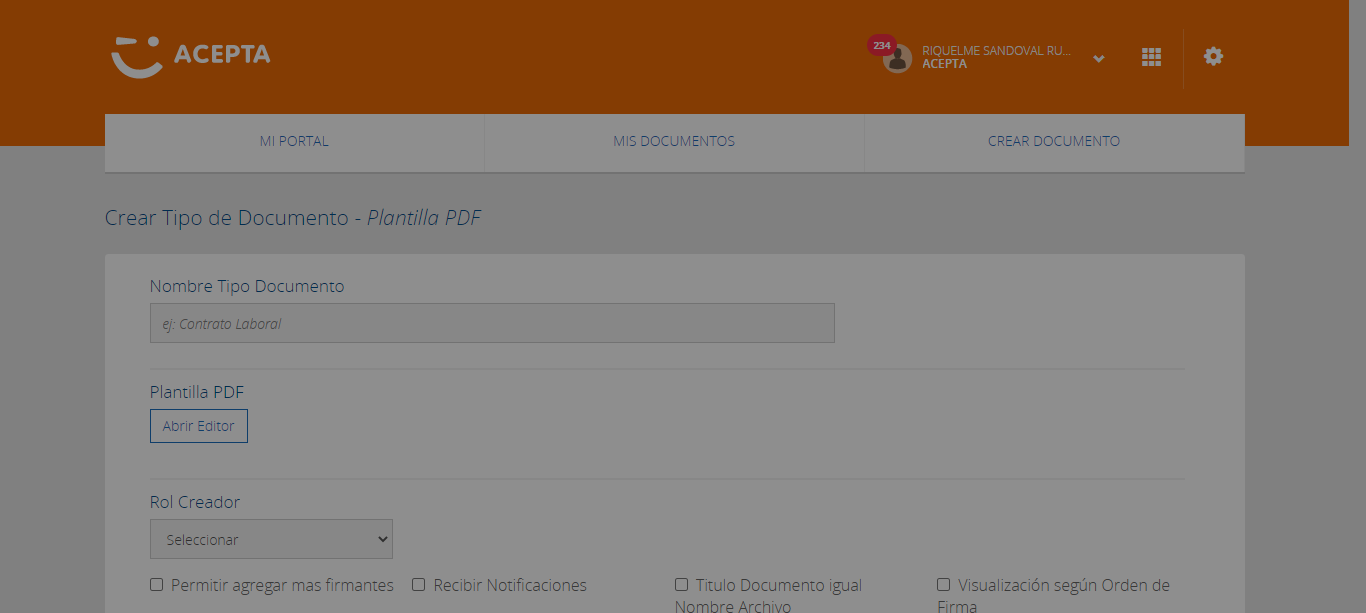 ACEPTA
234
RIQUELME SANDOVAL RU...
ACEPTA
MI PORTAL
MIS DOCUMENTOS
CREAR DOCUMENTO
Crear Tipo de Documento - Plantilla PDF
Nombre Tipo Documento
ej: Contrato Laboral
Plantilla PDF
Abrir Editor
Rol Creador
Seleccionar
Permitir agregar mas firmantes
Recibir Notificaciones
Titulo Documento igual
Nombre Archivo
Visualización según Orden de
Firma